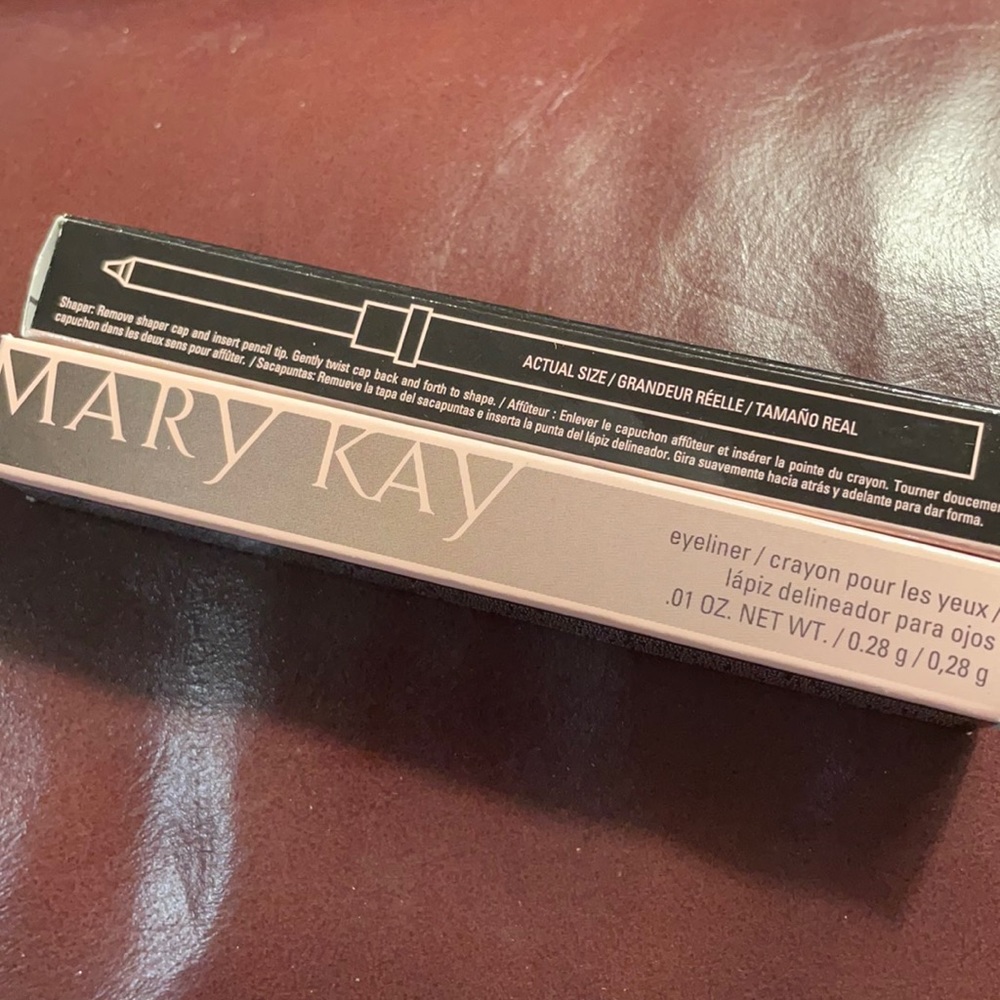 ACTUAL SIZE / GRANDEUR RÉELLE / TAMAÑO REAL
Shaper: Remove shaper cap and insert pencil tip. Gently twist cap back and forth to shape. / Affûteur : Enlever le capuchon affûteur et insérer la pointe du crayon. Tourner
capuchon dans les deux sens pour affûter. / Sacapuntas: Remueve la tapa del sacapuntas e inserta la punta del lápiz delineador. Gira suavemente hacia atrás y adelante para dar forma.
MARY KAY
eyeliner / crayon pour les yeux /
lápiz delineador para ojos
.01 OZ. NET WT. / 0.28 g / 0,28 g